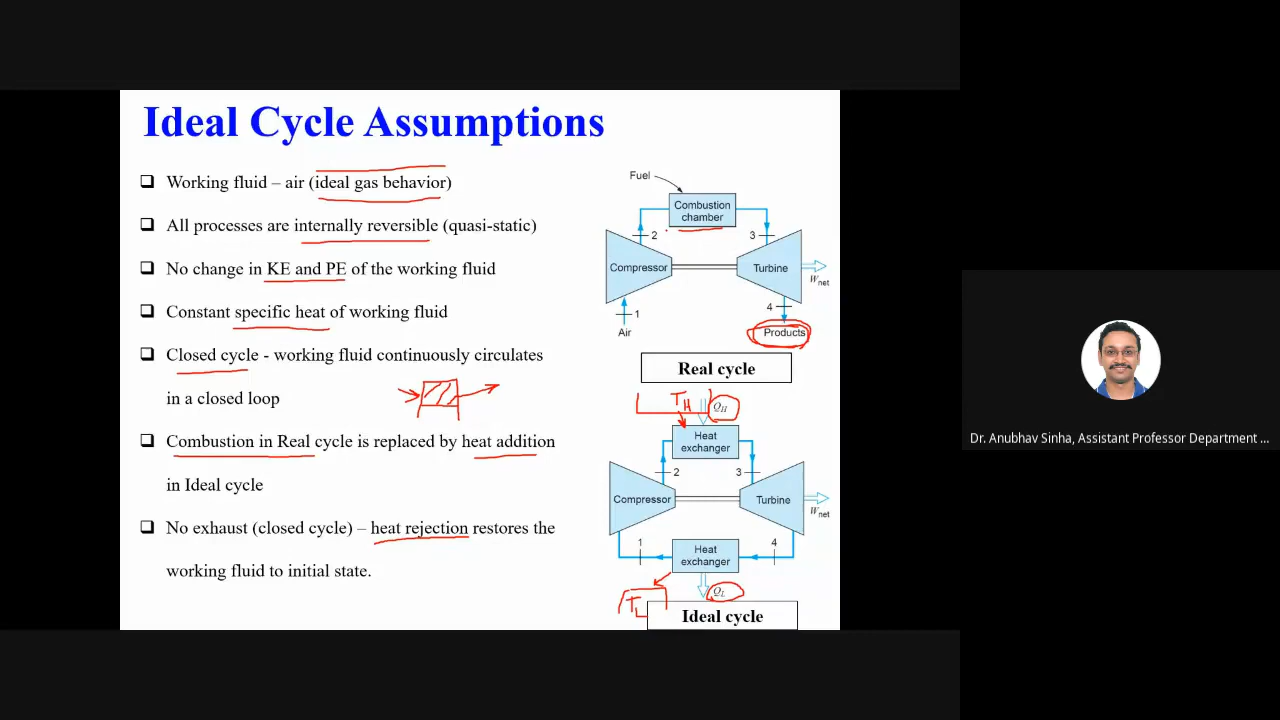 Ideal Cycle Assumptions
Working fluid – air (ideal gas behavior)
All processes are internally reversible (quasi-static)
No change in KE and PE of the working fluid
Constant specific heat of working fluid
Closed cycle - working fluid continuously circulates
in a closed loop
Combustion in Real cycle is replaced by heat addition
in Ideal cycle
No exhaust (closed cycle) – heat rejection restores the
working fluid to initial state.
Fuel
Combustion
chamber
2
3
Compressor
Turbine
Wnet
1
4
Air
Products
Real cycle
TH
QH
Heat
exchanger
2
3
Compressor
Turbine
Wnet
1
4
Heat
exchanger
TL
QL
Ideal cycle
Dr. Anubhav Sinha, Assistant Professor Department ...